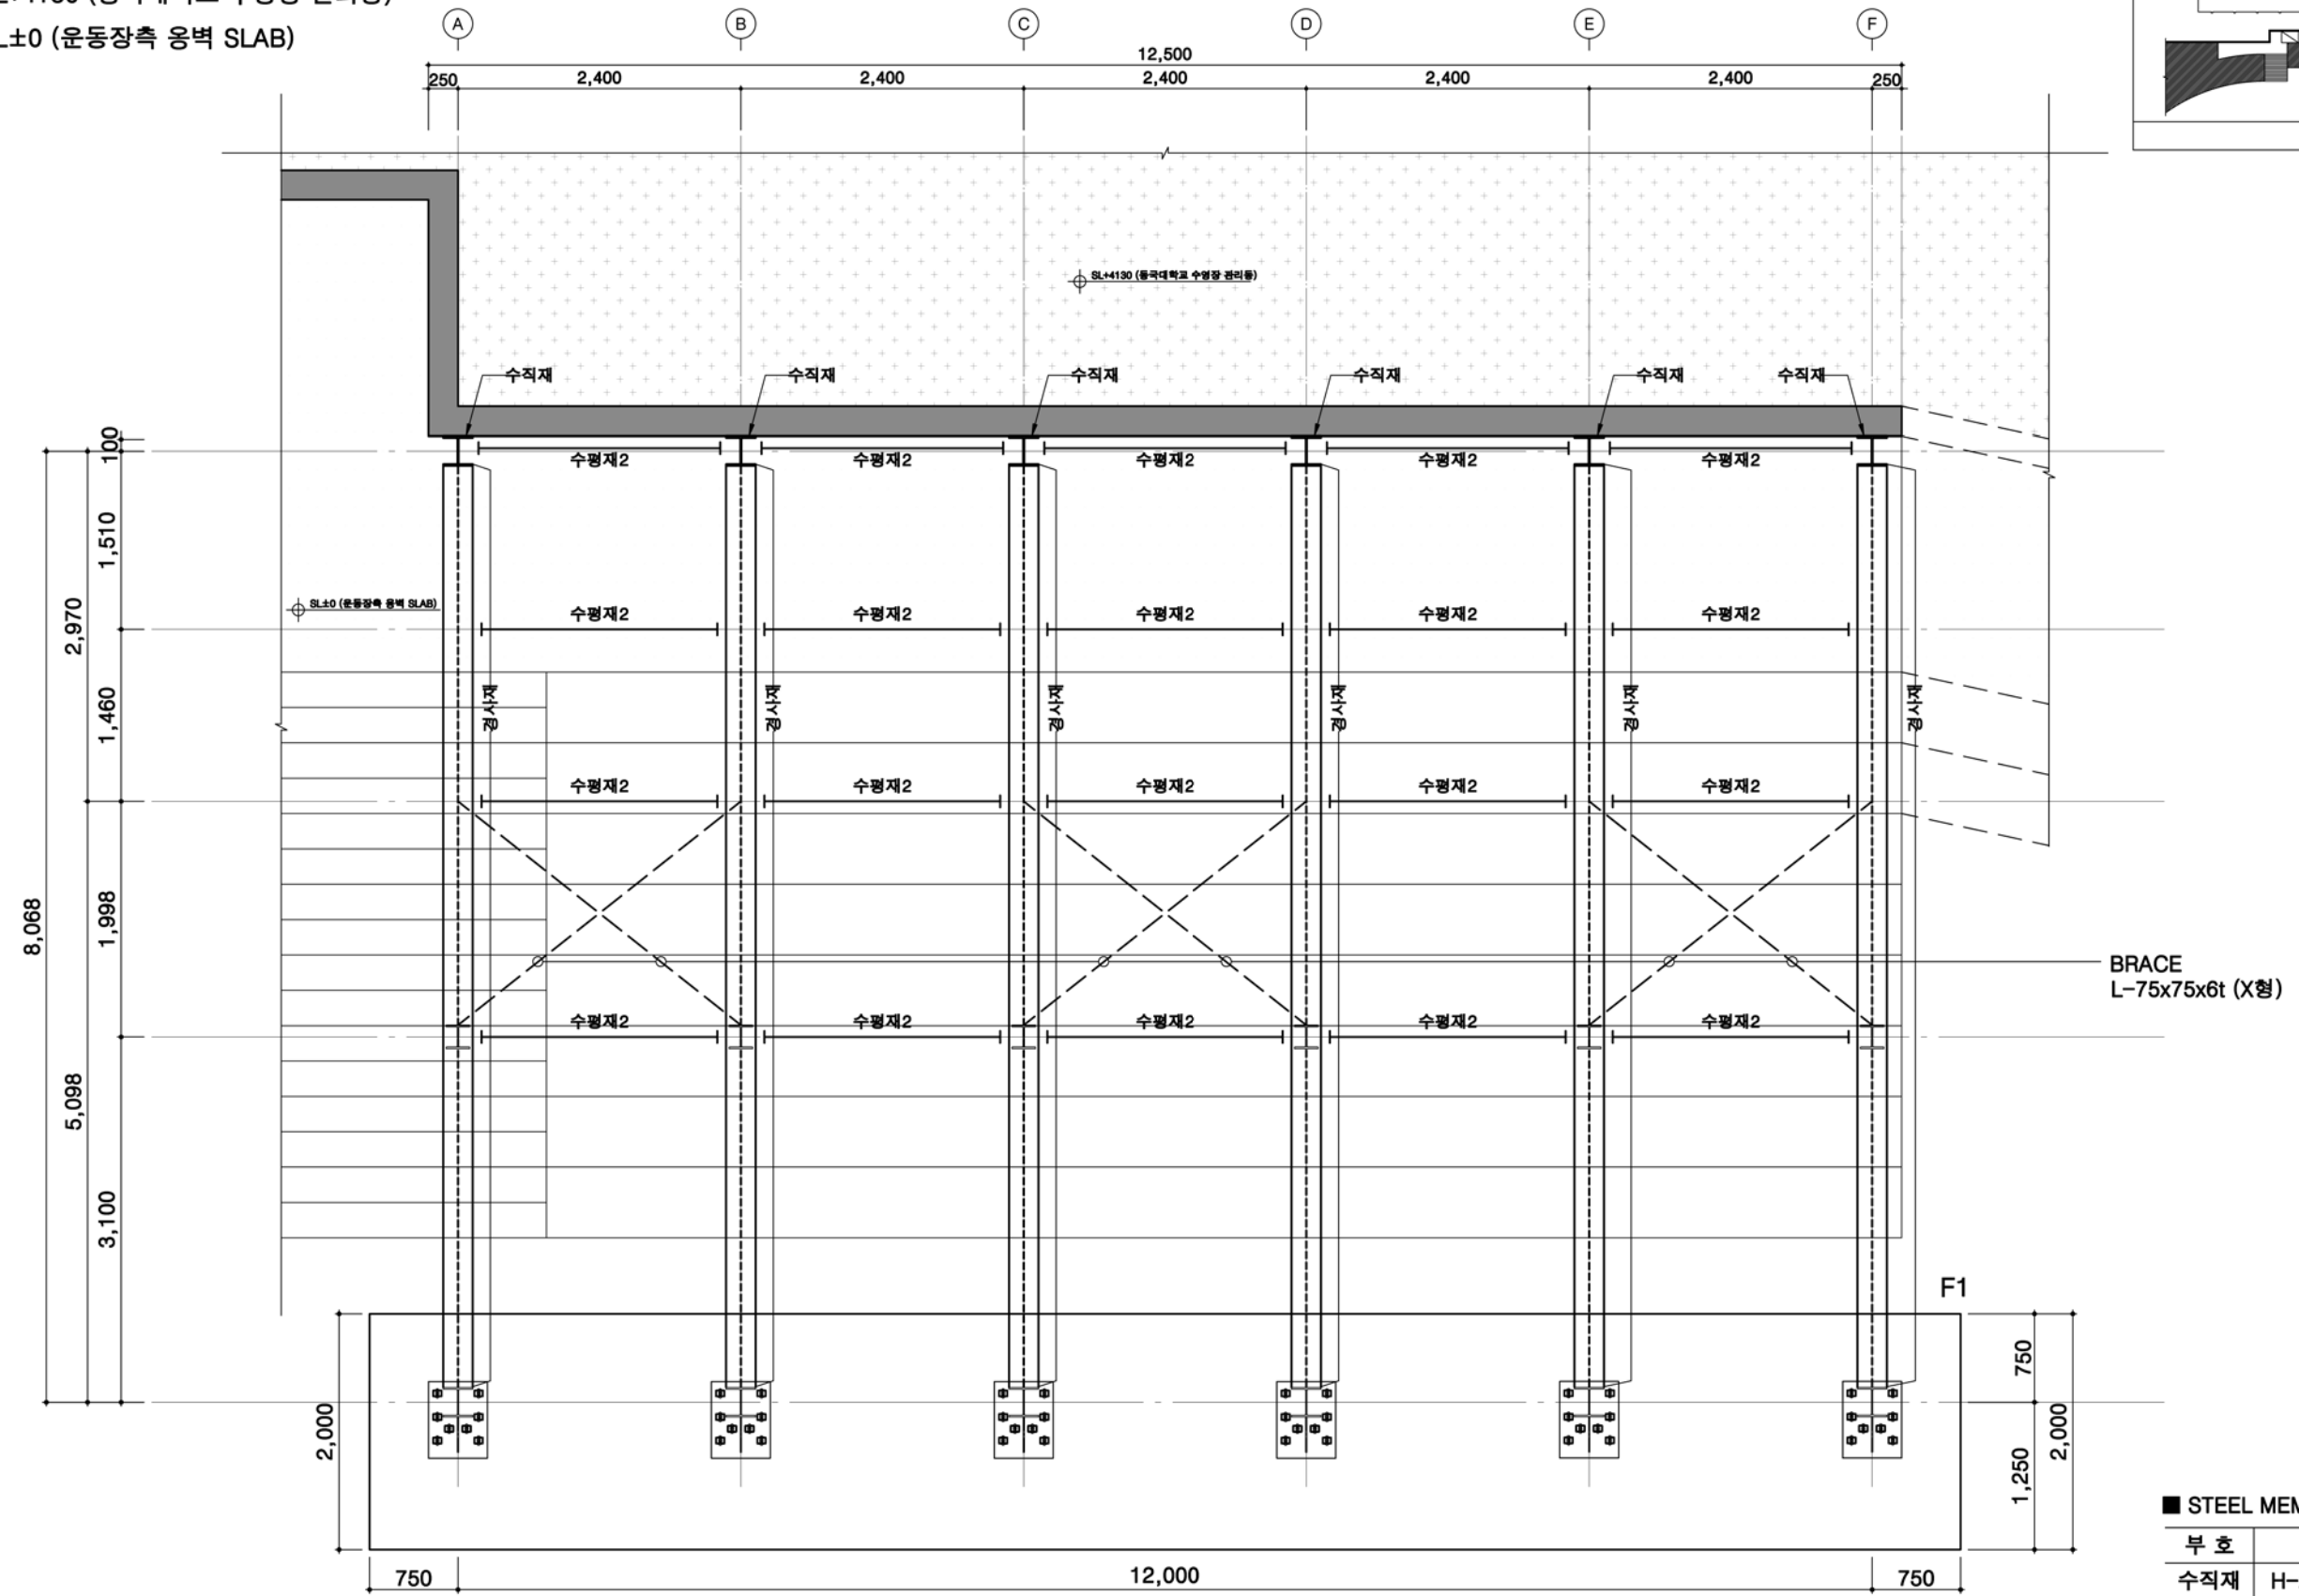 SL±0 (운동장측 옹벽 SLAB)
A B C D E F
12,500
250 2,400 2,400 2,400 2,400 2,400 250
SL+4130 (동국대학교 수영장 관리동)
수직재 수직재 수직재 수직재 수직재 수직재
100
수평재2 수평재2 수평재2 수평재2 수평재2
1,510
SL±0 (운동장측 옹벽 SLAB)
수평재2 수평재2 수평재2 수평재2 수평재2
2,970
1,460
경사재 경사재 경사재 경사재 경사재 경사재
수평재2 수평재2 수평재2 수평재2 수평재2
8,068
1,998
BRACE
L-75x75x6t (X형)
수평재2 수평재2 수평재2 수평재2 수평재2
5,098
3,100
F1
750
2,000
1,250
2,000
■ STEEL
부 호
수직재 H-
750 12,000 750